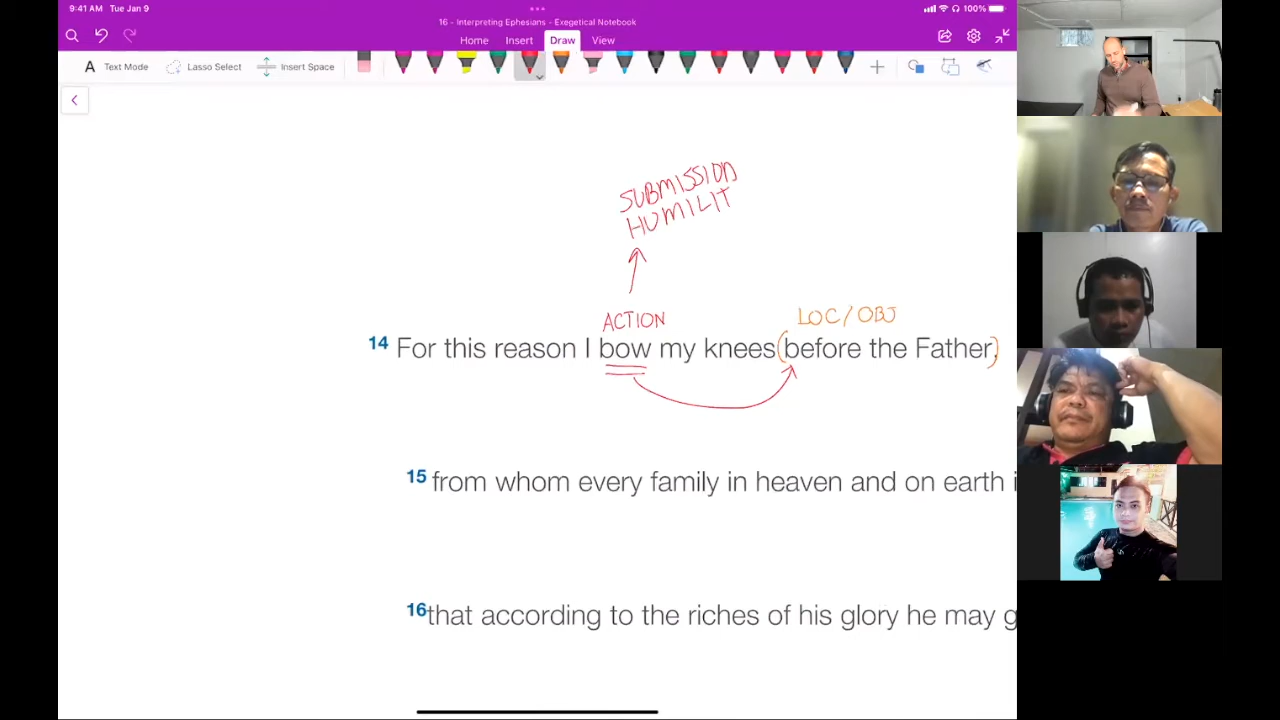 9:41 AM Tue Jan 9
100%
16 - Interpreting Ephesians - Exegetical Notebook
Home Insert Draw View
A Text Mode Lasso Select Insert Space
SUBMISSION
HUMILIT
ACTION LOC/OBJ
14 For this reason I bow my knees (before the Father,)
15 from whom every family in heaven and on earth i
16 that according to the riches of his glory he may g